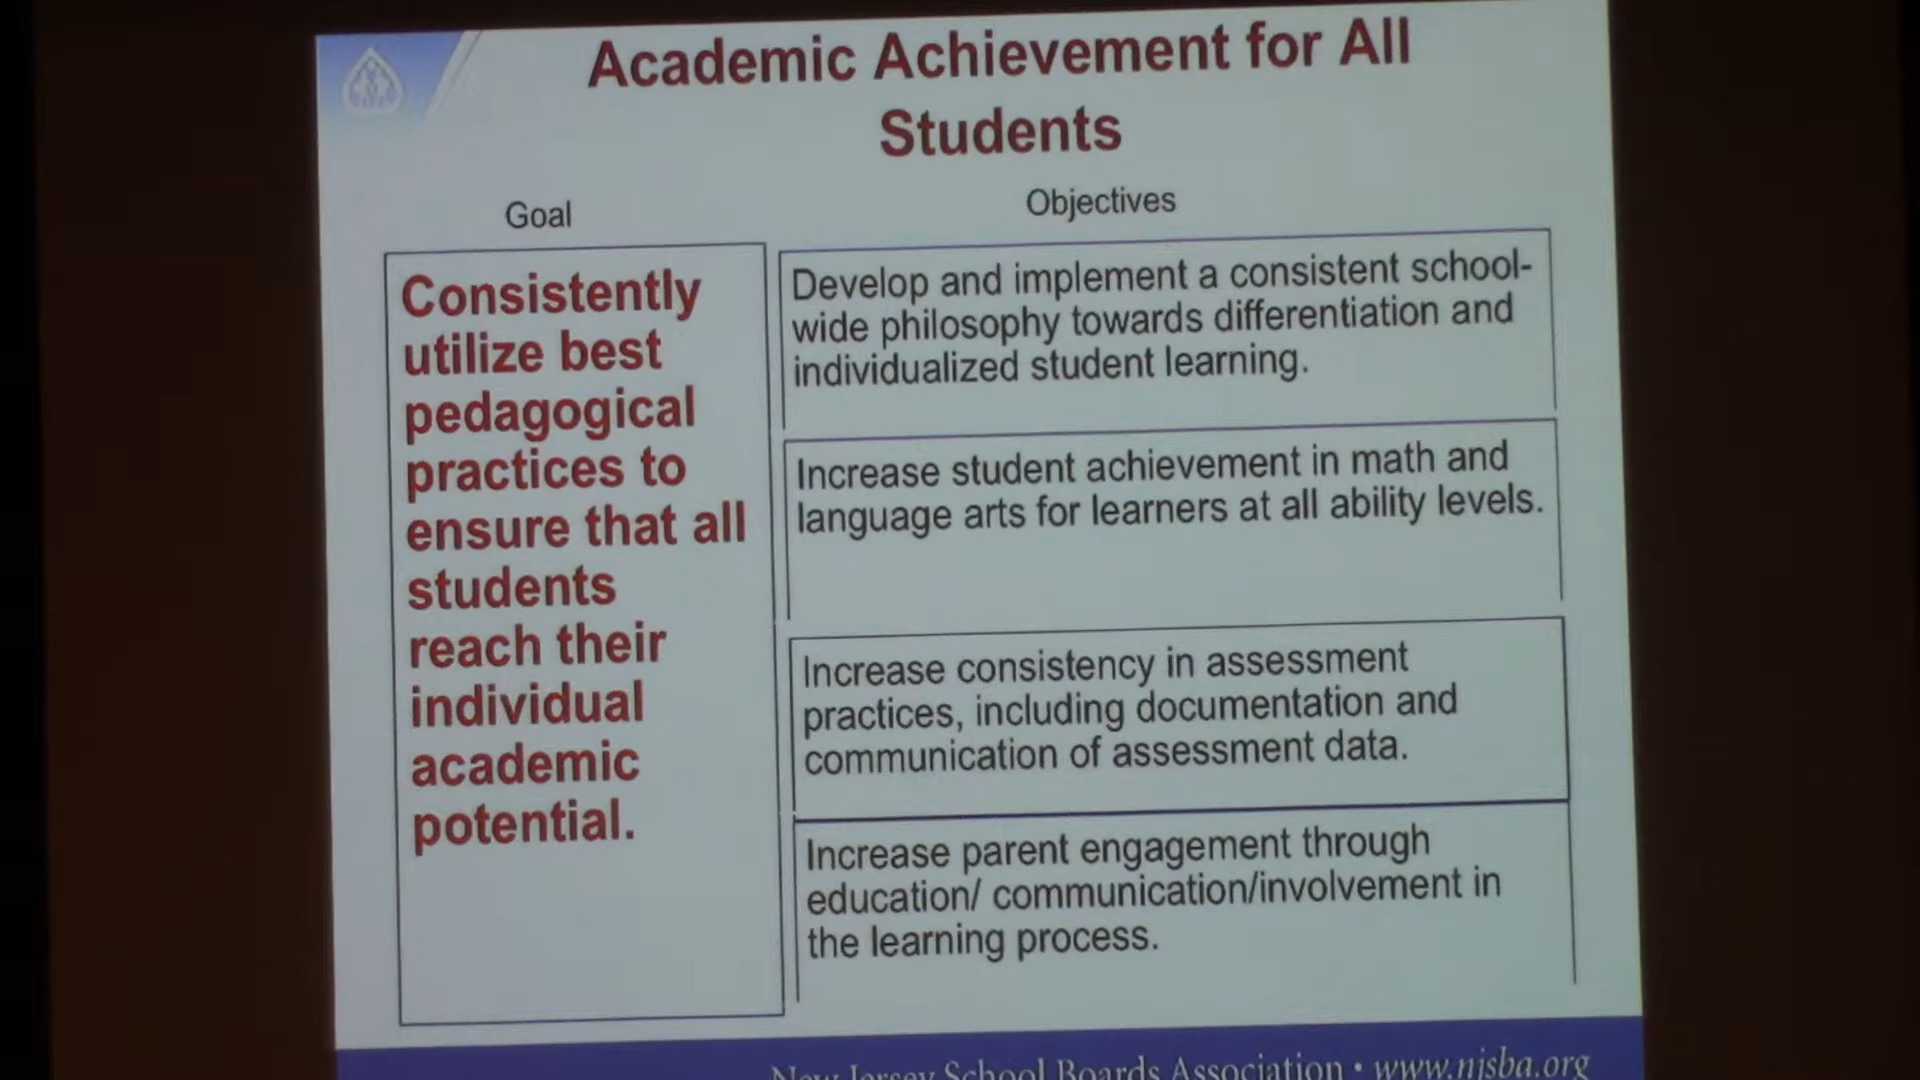 Academic Achievement for All
Students
Goal
Objectives
Consistently
utilize best
pedagogical
practices to
ensure that all
students
reach their
individual
academic
potential.
Develop and implement a consistent school-
wide philosophy towards differentiation and
individualized student learning.
Increase student achievement in math and
language arts for learners at all ability levels.
Increase consistency in assessment
practices, including documentation and
communication of assessment data.
Increase parent engagement through
education/ communication/involvement in
the learning process.
New Jersey School Boards Association • www.njsba.org